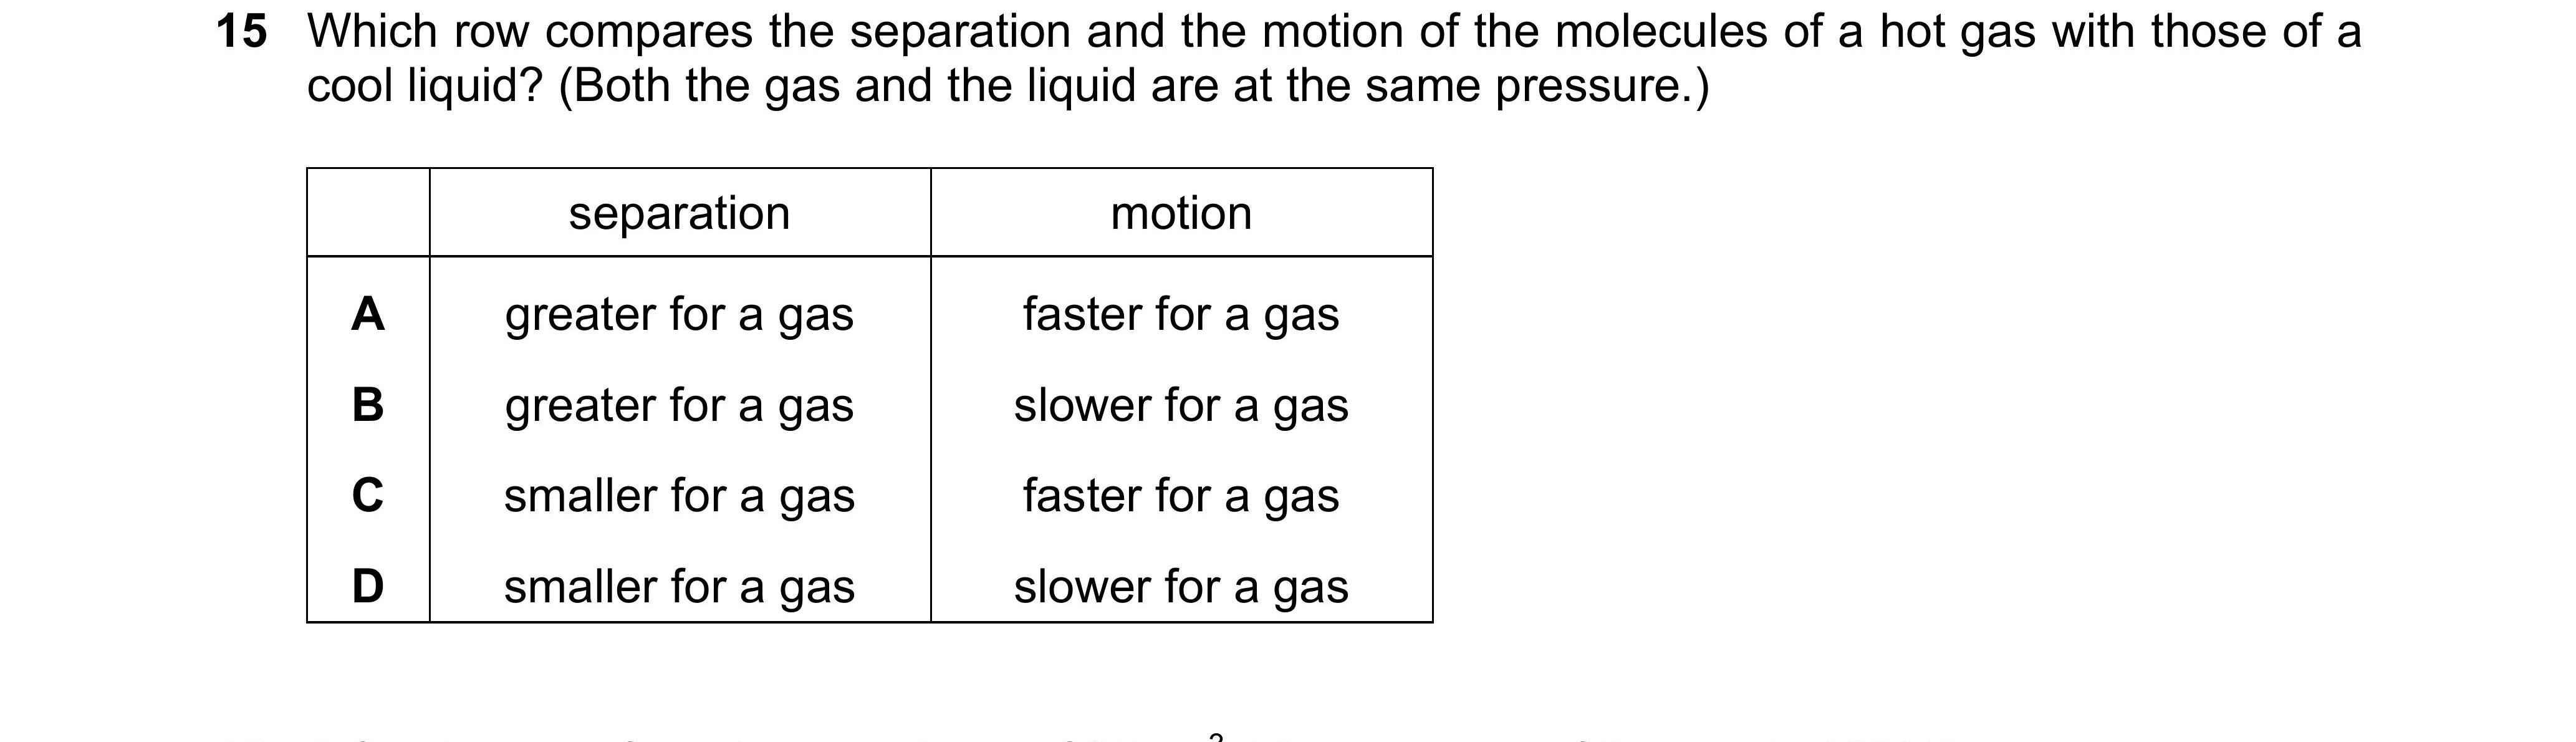 15 Which row compares the separation and the motion of the molecules of a hot gas with those of a
cool liquid? (Both the gas and the liquid are at the same pressure.)
separation motion
A greater for a gas faster for a gas
B greater for a gas slower for a gas
C smaller for a gas faster for a gas
D smaller for a gas slower for a gas